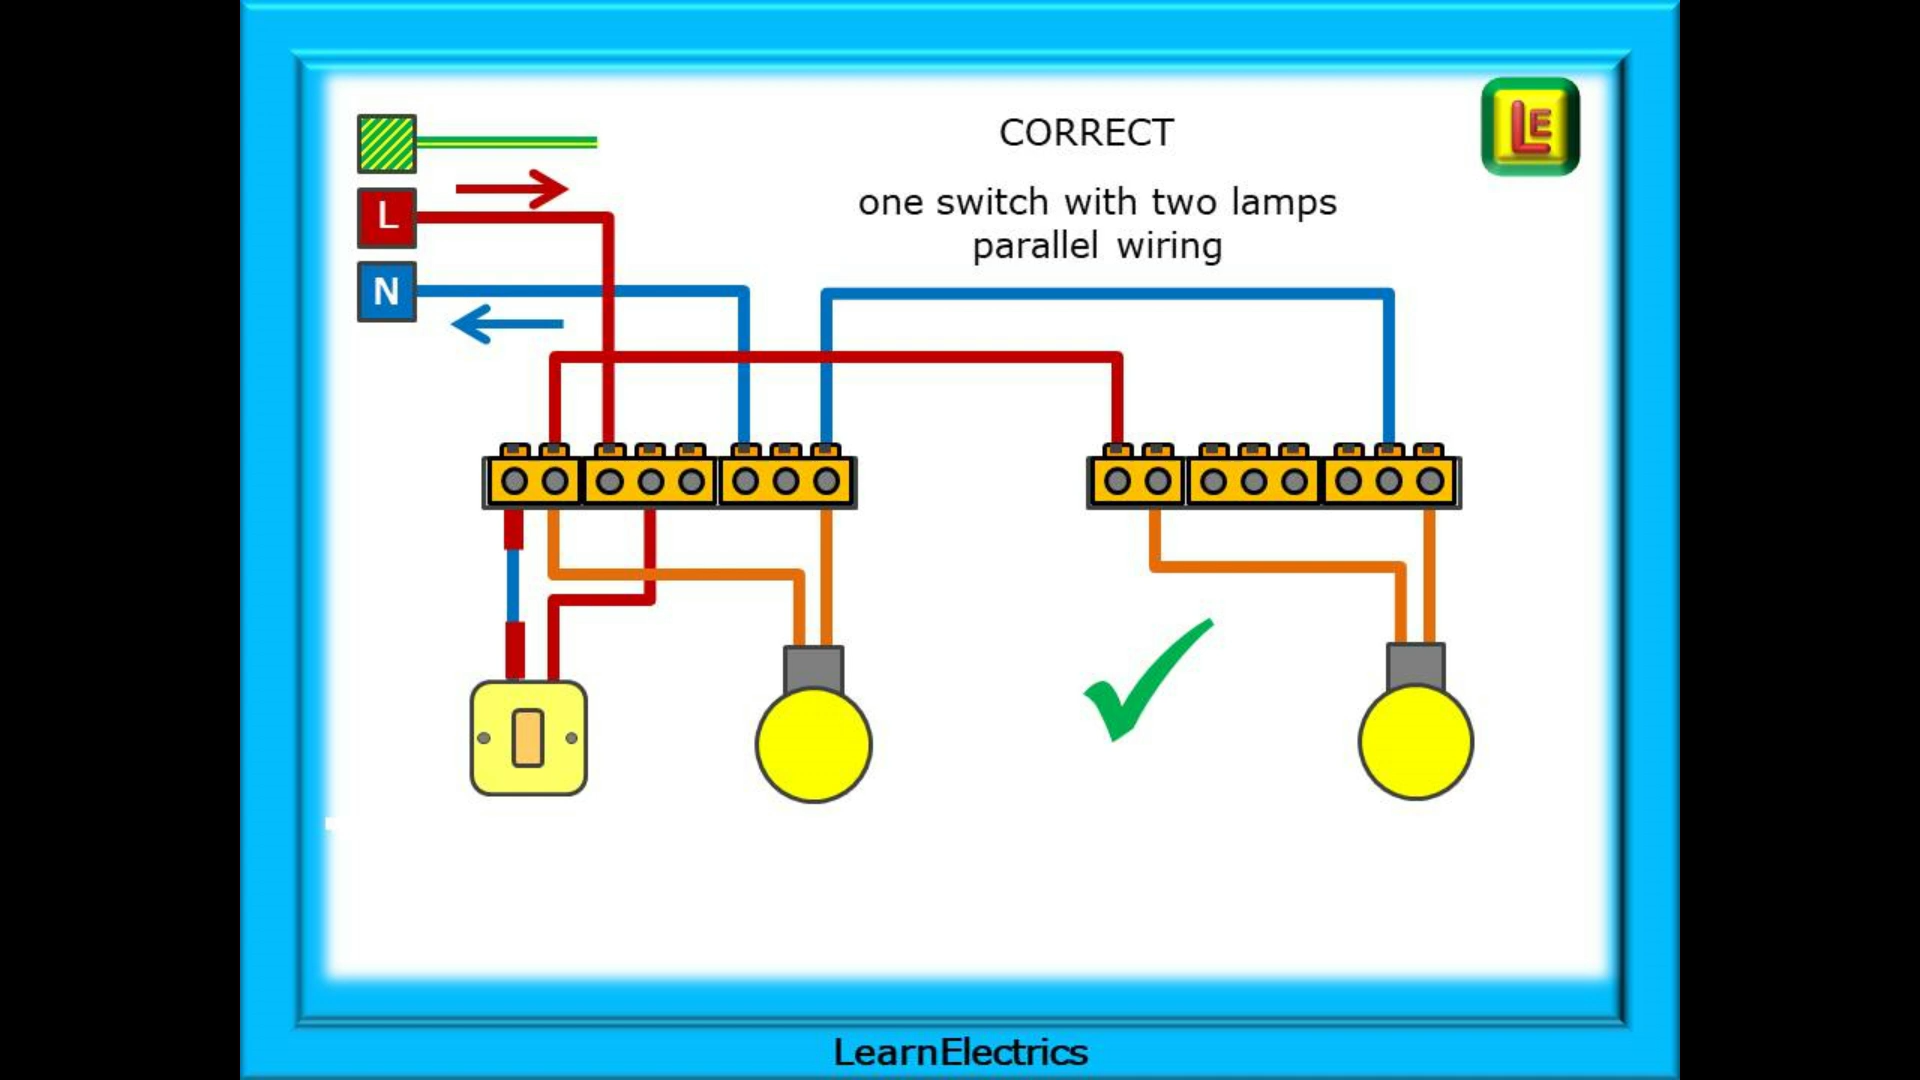 CORRECT
LE
L
one switch with two lamps
parallel wiring
N
LearnElectrics